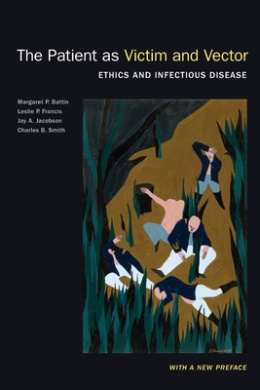 The Patient as Victim and Vector
ETHICS AND INFECTIOUS DISEASE
Margaret P. Battin
Leslie P. Francis
Jay A. Jacobson
Charles B. Smith
WITH A NEW PREFACE